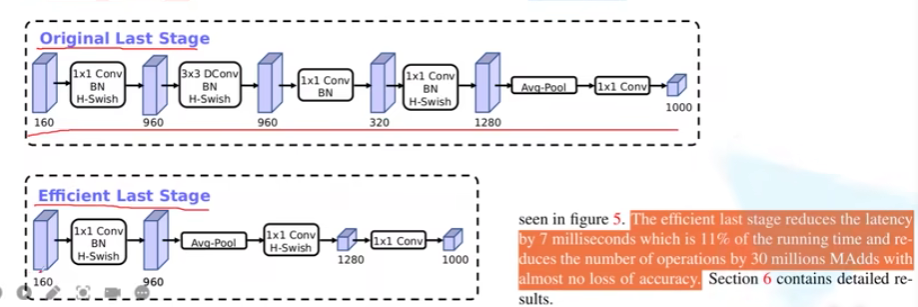 Original Last Stage
1x1 Conv
BN
H-Swish
3x3 DConv
BN
H-Swish
1x1 Conv
BN
1x1 Conv
BN
H-Swish
Avg-Pool
1x1 Conv
160
960
960
320
1280
1000
Efficient Last Stage
1x1 Conv
BN
H-Swish
Avg-Pool
1x1 Conv
H-Swish
1x1 Conv
160
960
1280
1000
seen in figure 5. The efficient last stage reduces the latency
by 7 milliseconds which is 11% of the running time and re-
duces the number of operations by 30 millions MAdds with
almost no loss of accuracy. Section 6 contains detailed re-
sults.